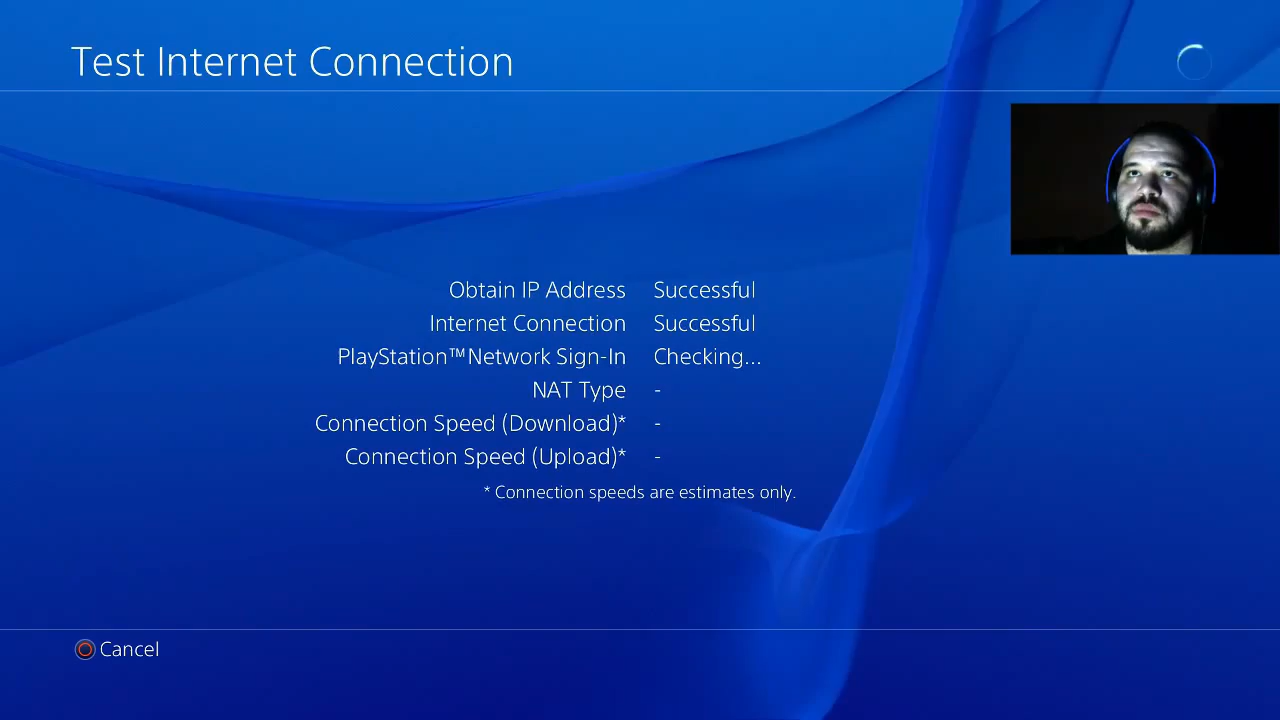 Test Internet Connection
Obtain IP Address Successful
Internet Connection Successful
PlayStation™Network Sign-In Checking...
NAT Type -
Connection Speed (Download)* -
Connection Speed (Upload)* -
* Connection speeds are estimates only.
Cancel